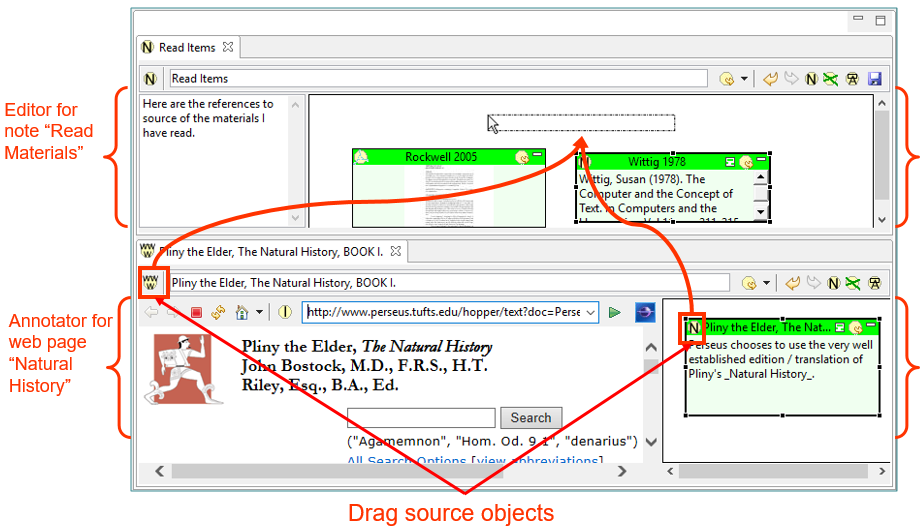 Read Items
Read Items
Editor for
note “Read
Materials”
Here are the references to
source of the materials I
have read.
Rockwell 2005
N Wittig 1978
Wittig, Susan (1978). The
Computer and the Concept of
Text. in Computers and the
Pliny the Elder, The Natural History, BOOK I.
Pliny the Elder, The Natural History, BOOK I.
Annotator for
web page
“Natural
History”
http://www.perseus.tufts.edu/hopper/text?doc=Perse
Pliny the Elder, The Natural History
John Bostock, M.D., F.R.S., H.T.
Riley, Esq., B.A., Ed.
Search
("Agamemnon", "Hom. Od. 9.1", "denarius")
All Search Options [view abbreviations]
N Pliny the Elder, The Nat...
Perseus chooses to use the very well
established edition / translation of
Pliny's _Natural History_.
Drag source objects